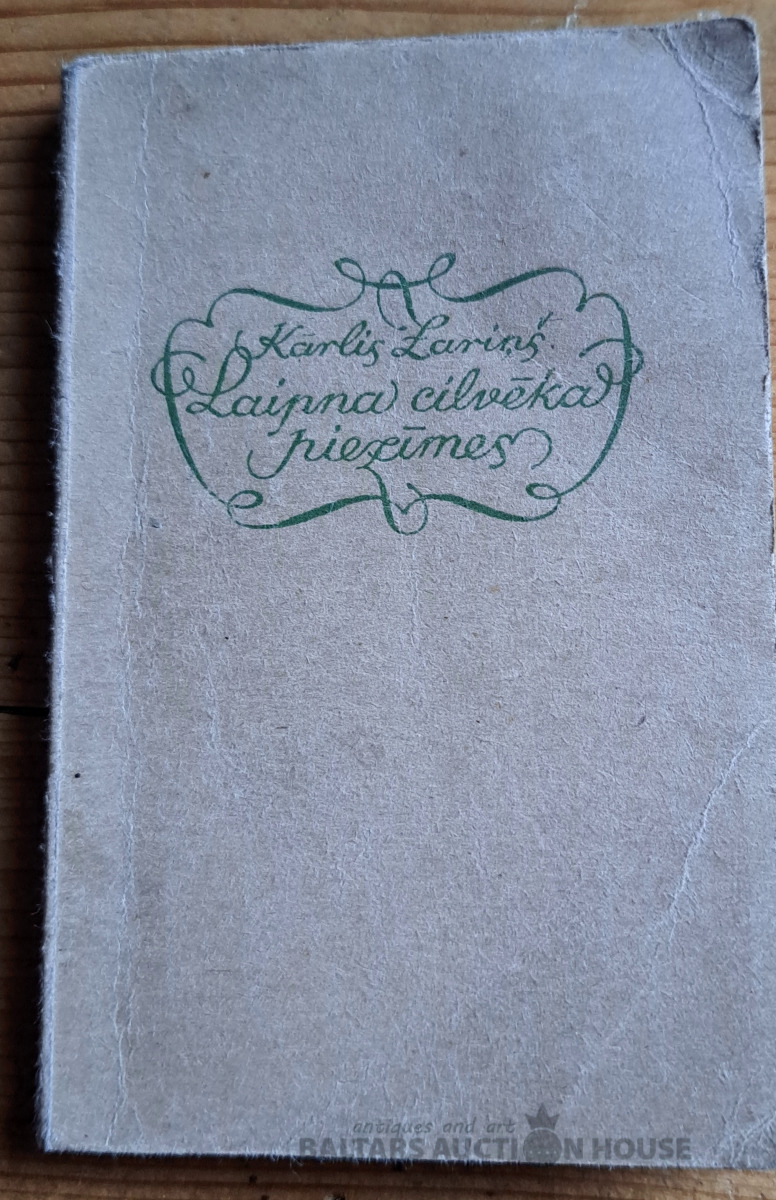 Kārlis Zariņš.
Laipna cilvēka
piezīmes
antiques and art
BALTARS AUCTION HOUSE